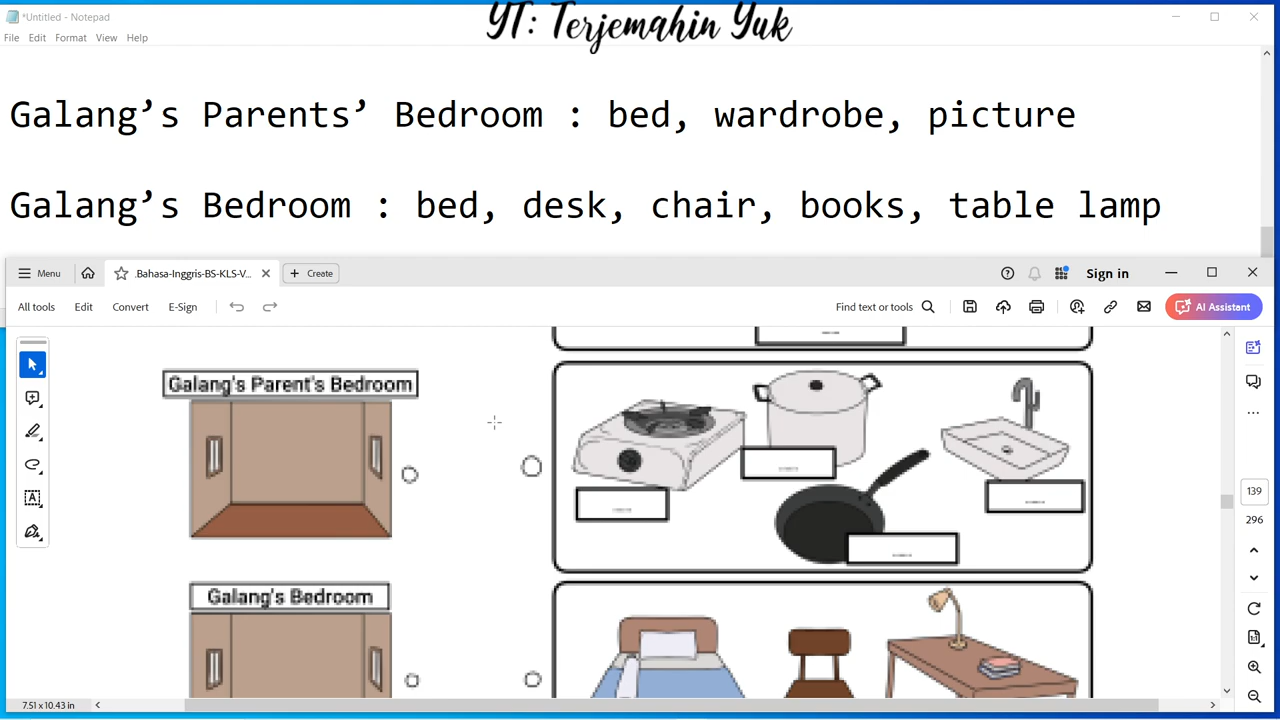 *Untitled - Notepad
YT: Terjemahin Yuk
File Edit Format View Help
Galang’s Parents’ Bedroom : bed, wardrobe, picture
Galang’s Bedroom : bed, desk, chair, books, table lamp
Menu
.Bahasa-Inggris-BS-KLS-V...
Create
Sign in
All tools Edit Convert E-Sign
Find text or tools
AI Assistant
Galang's Parent's Bedroom
139
296
Galang's Bedroom
7.51 x 10.43 in